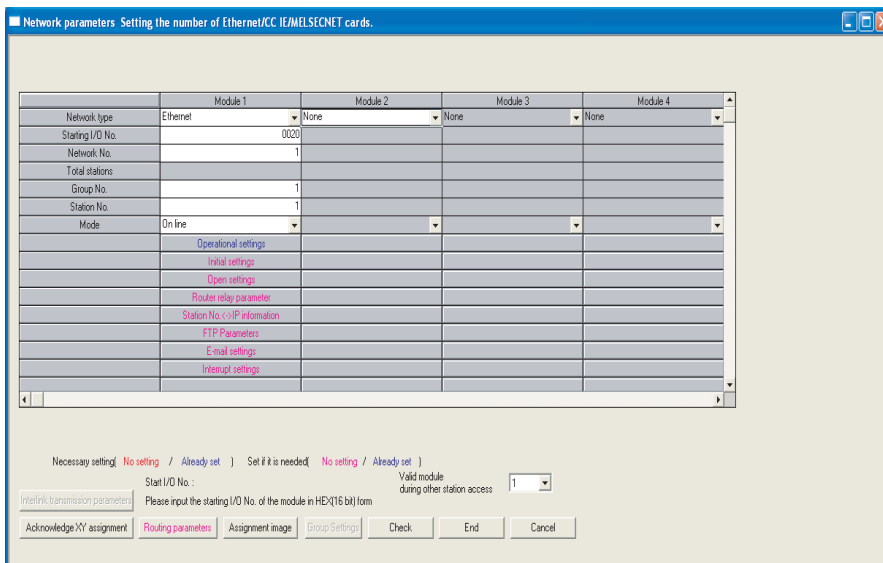 Network parameters  Setting the number of Ethernet/CC IE/MELSECNET cards.
Module 1 Module 2 Module 3 Module 4
Network type Ethernet None None None
Starting I/O No. 0020
Network No. 1
Total stations
Group No. 1
Station No. 1
Mode On line
Operational settings
Initial settings
Open settings
Router relay parameter
Station No.<->IP information
FTP Parameters
E-mail settings
Interrupt settings
Necessary setting( No setting / Already set ) Set if it is needed( No setting / Already set )
Start I/O No. :
Valid module
during other station access 1
Interlink transmission parameters Please input the starting I/O No. of the module in HEX(16 bit) form
Acknowledge XY assignment Routing parameters Assignment image Group Settings Check End Cancel